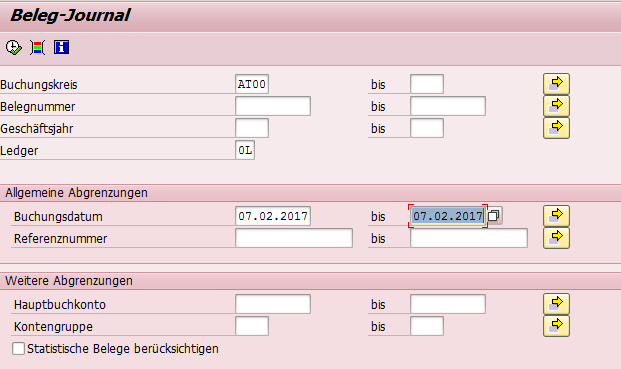 Beleg-Journal
Buchungskreis AT00 bis
Belegnummer bis
Geschäftsjahr bis
Ledger 0L
Allgemeine Abgrenzungen
Buchungsdatum 07.02.2017 bis 07.02.2017
Referenznummer bis
Weitere Abgrenzungen
Hauptbuchkonto bis
Kontengruppe bis
Statistische Belege berücksichtigen